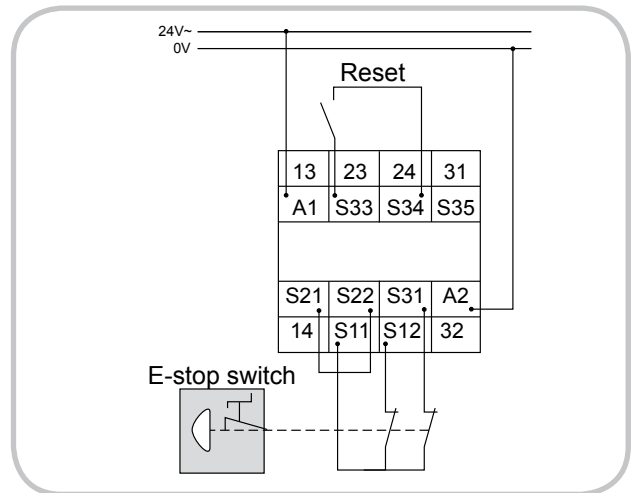 24V~
0V
Reset
13 23 24 31
A1 S33 S34 S35
S21 S22 S31 A2
14 S11 S12 32
E-stop switch